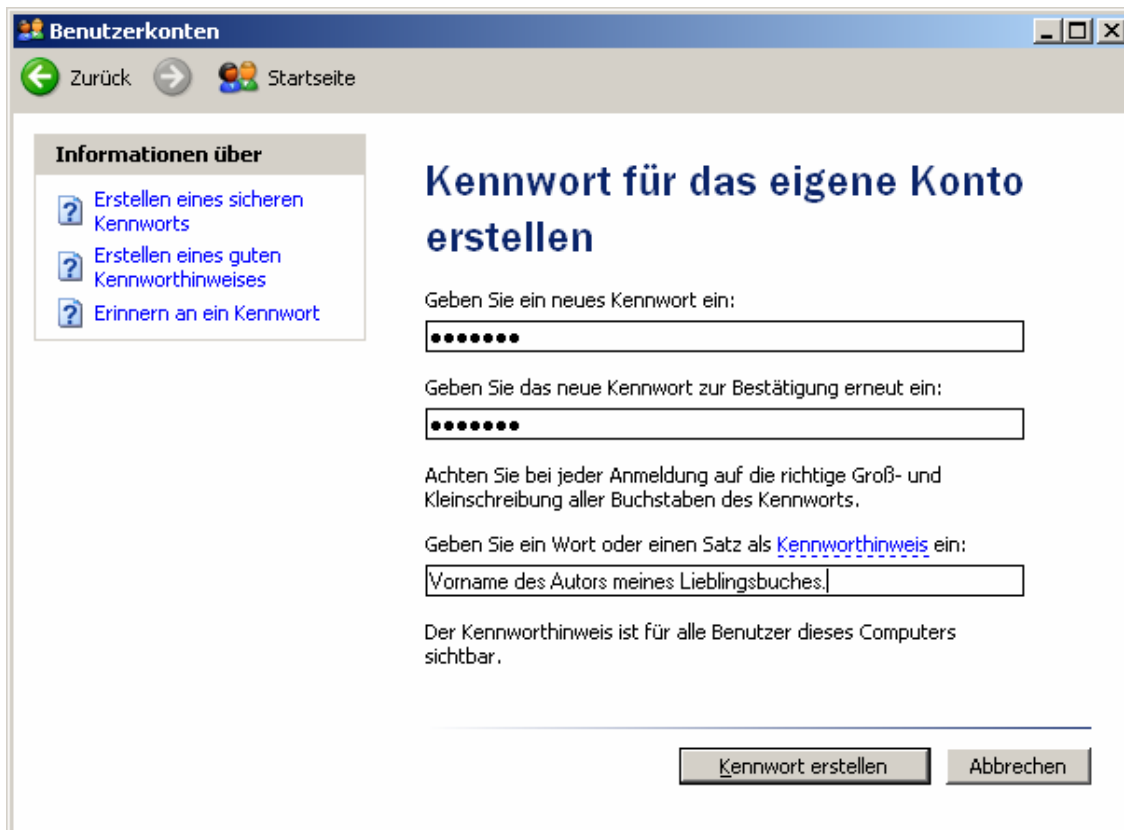 Benutzerkonten
Zurück
Startseite
Informationen über
Erstellen eines sicheren
Kennworts
Erstellen eines guten
Kennworthinweises
Erinnern an ein Kennwort
Kennwort für das eigene Konto
erstellen
Geben Sie ein neues Kennwort ein:
●●●●●●●
Geben Sie das neue Kennwort zur Bestätigung erneut ein:
●●●●●●●
Achten Sie bei jeder Anmeldung auf die richtige Groß- und
Kleinschreibung aller Buchstaben des Kennworts.
Geben Sie ein Wort oder einen Satz als Kennworthinweis ein:
Vorname des Autors meines Lieblingsbuches.
Der Kennworthinweis ist für alle Benutzer dieses Computers
sichtbar.
Kennwort erstellen
Abbrechen